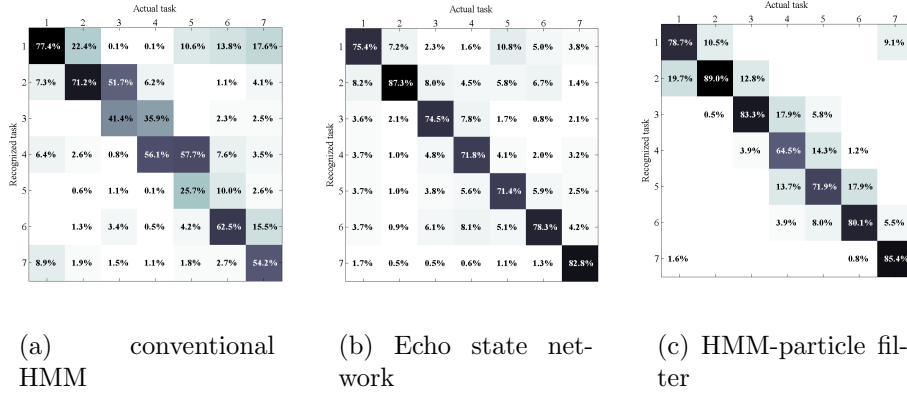 Actual task
1 2 3 4 5 6 7
1 77.4% 22.4% 0.1% 0.1% 10.6% 13.8% 17.6%
2 7.3% 71.2% 51.7% 6.2% 1.1% 4.1%
3 41.4% 35.9% 2.3% 2.5%
4 6.4% 2.6% 0.8% 56.1% 57.7% 7.6% 3.5%
5 0.6% 1.1% 0.1% 25.7% 10.0% 2.6%
6 1.3% 3.4% 0.5% 4.2% 62.5% 15.5%
7 8.9% 1.9% 1.5% 1.1% 1.8% 2.7% 54.2%
Recognized task
(a) conventional
HMM
Actual task
1 2 3 4 5 6 7
1 75.4% 7.2% 2.3% 1.6% 10.8% 5.0% 3.8%
2 8.2% 87.3% 8.0% 4.5% 5.8% 6.7% 1.4%
3 3.6% 2.1% 74.5% 7.8% 1.7% 0.8% 2.1%
4 3.7% 1.0% 4.8% 71.8% 4.1% 2.0% 3.2%
5 3.7% 1.0% 3.8% 5.6% 71.4% 5.9% 2.5%
6 3.7% 0.9% 6.1% 8.1% 5.1% 78.3% 4.2%
7 1.7% 0.5% 0.5% 0.6% 1.1% 1.3% 82.8%
Recognized task
(b) Echo state net-
work
Actual task
1 2 3 4 5 6 7
1 78.7% 10.5% 9.1%
2 19.7% 89.0% 12.8%
3 0.5% 83.3% 17.9% 5.8%
4 3.9% 64.5% 14.3% 1.2%
5 13.7% 71.9% 17.9%
6 3.9% 8.0% 80.1% 5.5%
7 1.6% 0.8% 85.4%
Recognized task
(c) HMM-particle fil-
ter